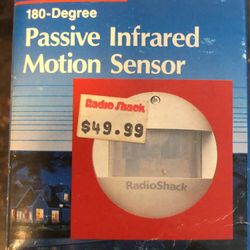 180-Degree
Passive Infrared
Motion Sensor
Radio Shack
$49.99
RadioShack